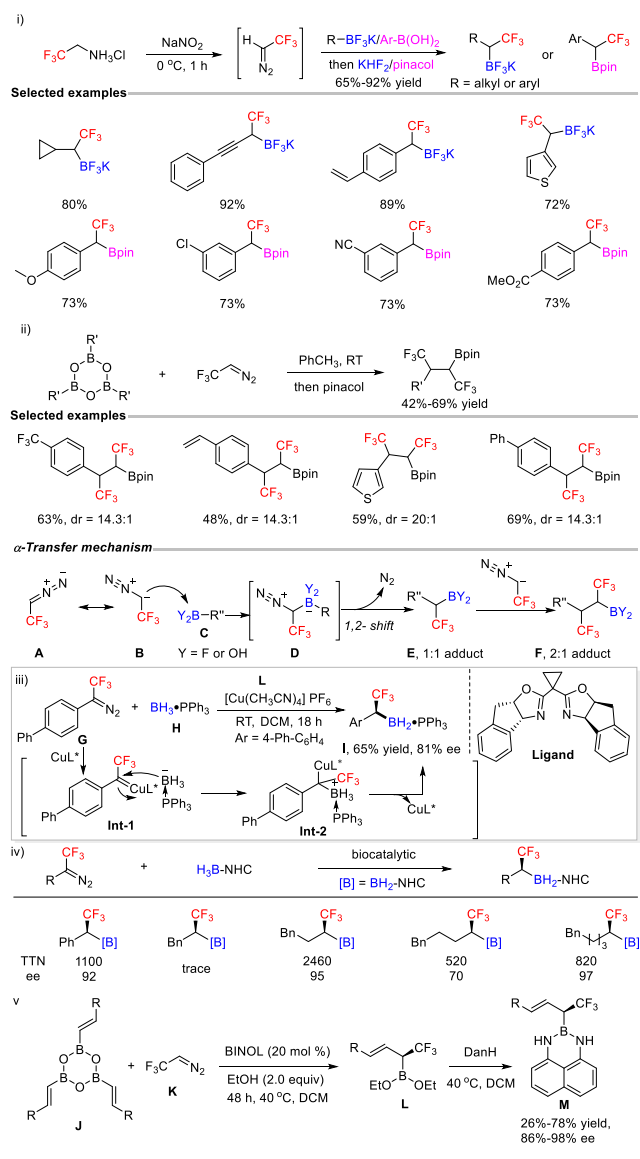 i)
F3C NH3Cl NaNO2 0 ºC, 1 h H CF3 N2 R—BF3K/Ar-B(OH)2 then KHF2/pinacol 65%-92% yield R CF3 BF3K or Ar CF3 Bpin
R = alkyl or aryl
Selected examples
CF3 BF3K CF3 BF3K CF3 BF3K F3C BF3K S
80% 92% 89% 72%
CF3 Bpin O Cl CF3 Bpin CN CF3 Bpin CF3 Bpin MeO2C
73% 73% 73% 73%
ii)
R' B O O B B R' O R' + F3C N2 PhCH3, RT then pinacol F3C Bpin R' CF3
42%-69% yield
Selected examples
F3C CF3 Bpin CF3 CF3 Bpin CF3 CF3 CF3 Bpin S Ph CF3 Bpin CF3
63%, dr = 14.3:1 48%, dr = 14.3:1 59%, dr = 20:1 69%, dr = 14.3:1
α-Transfer mechanism
N + N − CF3 N N + − CF3 Y2B—R" N N + Y2 B − R CF3 N2 1,2- shift R" BY2 CF3 N N + − CF3 R" CF3 BY2 CF3
A B C D E, 1:1 adduct F, 2:1 adduct
Y = F or OH
iii)
CF3 N2 Ph G + BH3•PPh3 H L [Cu(CH3CN)4] PF6 RT, DCM, 18 h Ar = 4-Ph-C6H4 CF3 Ar BH2•PPh3
I, 65% yield, 81% ee
O O N N Ligand
CuL*
CF3 CuL* − BH3 PPh3 Ph Int-1 CuL* CF3 + BH3 PPh3 Ph Int-2 CuL*
iv)
CF3 R N2 + H3B-NHC biocatalytic [B] = BH2-NHC CF3 R BH2-NHC
CF3 Ph [B] CF3 Bn [B] CF3 Bn [B] CF3 Bn [B] Bn ( )3 CF3 [B]
TTN 1100 trace 2460 520 820
ee 92 95 70 97
v
R B O O B B O R R + F3C N2 BINOL (20 mol %) EtOH (2.0 equiv) 48 h, 40 ºC, DCM R CF3 B EtO OEt DanH 40 ºC, DCM R CF3 B HN NH
J K L M
26%-78% yield,
86%-98% ee